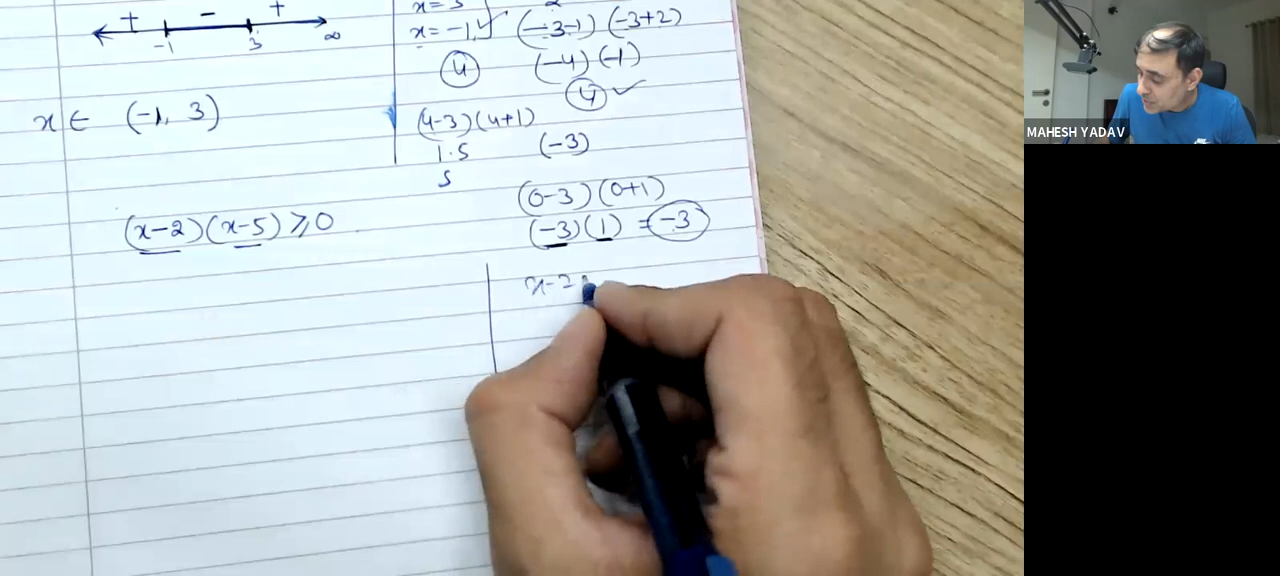 + - +
-1 3 ∞
x ∈ (-1, 3)
(x-2)(x-5) ≥ 0
x = 3
x = -1 ✓ (-3-1) (-3+2)
4 (-4) (-1)
4 ✓
(4-3)(4+1)
1.5 (-3)
5
(0-3)(0+1)
(-3)(1) = -3
x-2
MAHESH YADAV